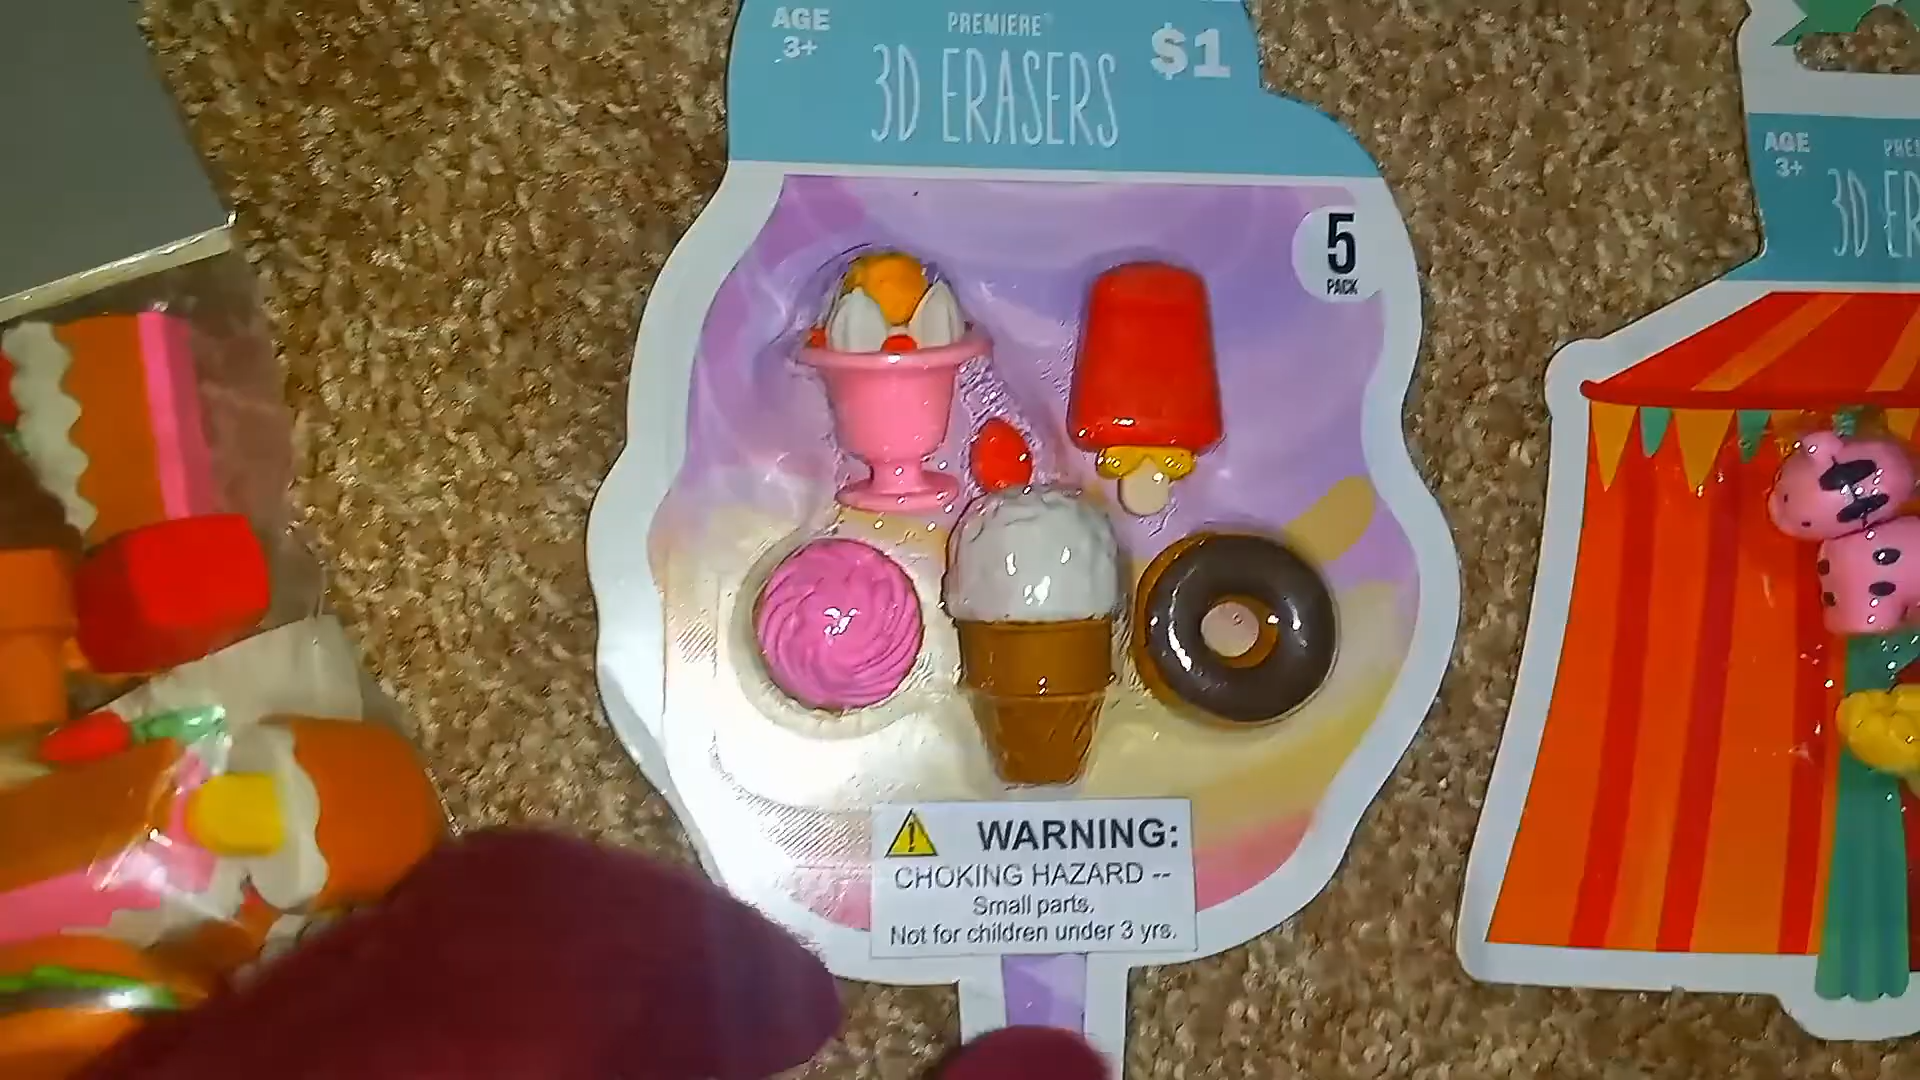 AGE
3+
PREMIERE
$1
3D ERASERS
5
PACK
WARNING:
CHOKING HAZARD --
Small parts.
Not for children under 3 yrs.
AGE
3+
3D